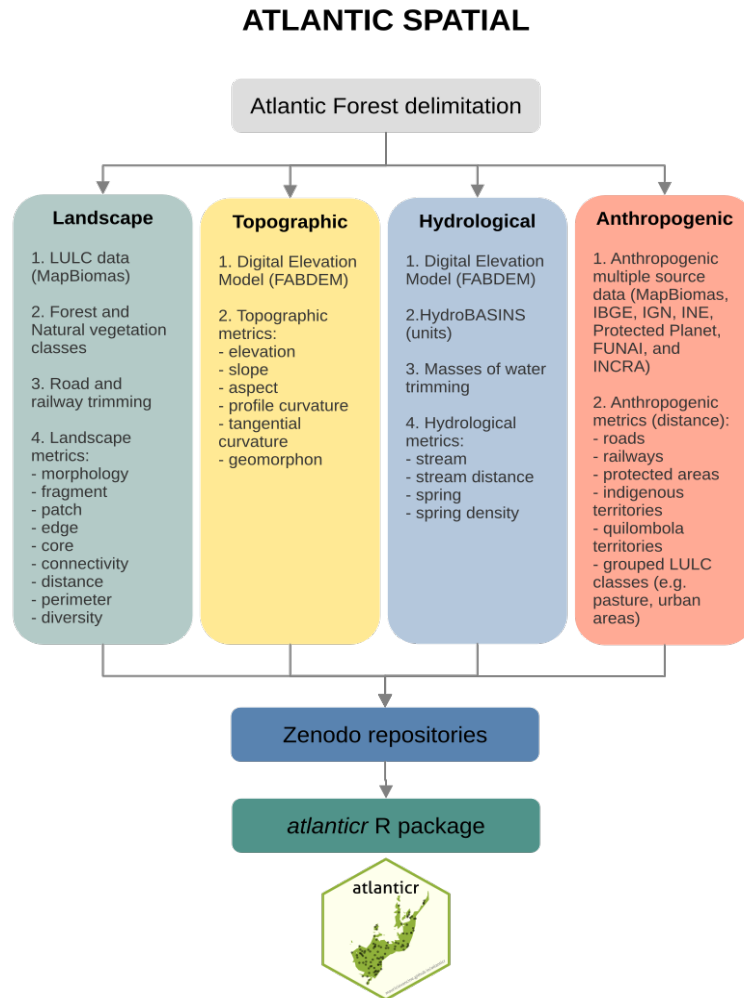 ATLANTIC SPATIAL
Atlantic Forest delimitation
Landscape
1. LULC data
(MapBiomas)
2. Forest and
Natural vegetation
classes
3. Road and
railway trimming
4. Landscape
metrics:
- morphology
- fragment
- patch
- edge
- core
- connectivity
- distance
- perimeter
- diversity
Topographic
1. Digital Elevation
Model (FABDEM)
2. Topographic
metrics:
- elevation
- slope
- aspect
- profile curvature
- tangential
curvature
- geomorphon
Hydrological
1. Digital Elevation
Model (FABDEM)
2.HydroBASINS
(units)
3. Masses of water
trimming
4. Hydrological
metrics:
- stream
- stream distance
- spring
- spring density
Anthropogenic
1. Anthropogenic
multiple source
data (MapBiomas,
IBGE, IGN, INE,
Protected Planet,
FUNAI, and
INCRA)
2. Anthropogenic
metrics (distance):
- roads
- railways
- protected areas
- indigenous
territories
- quilombola
territories
- grouped LULC
classes (e.g.
pasture, urban
areas)
Zenodo repositories
atlanticr R package
atlanticr